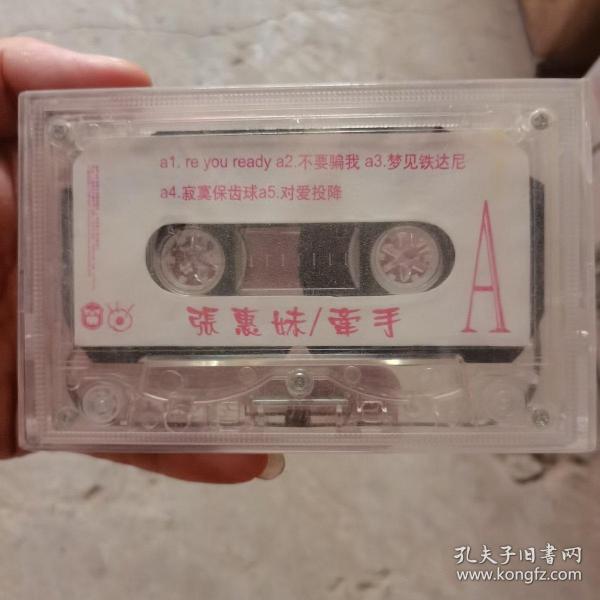 a1. re you ready a2.不要骗我 a3.梦见铁达尼
a4.寂寞保齿球a5.对爱投降
張惠妹/牽手
A
孔夫子旧书网
www.kongfz.com